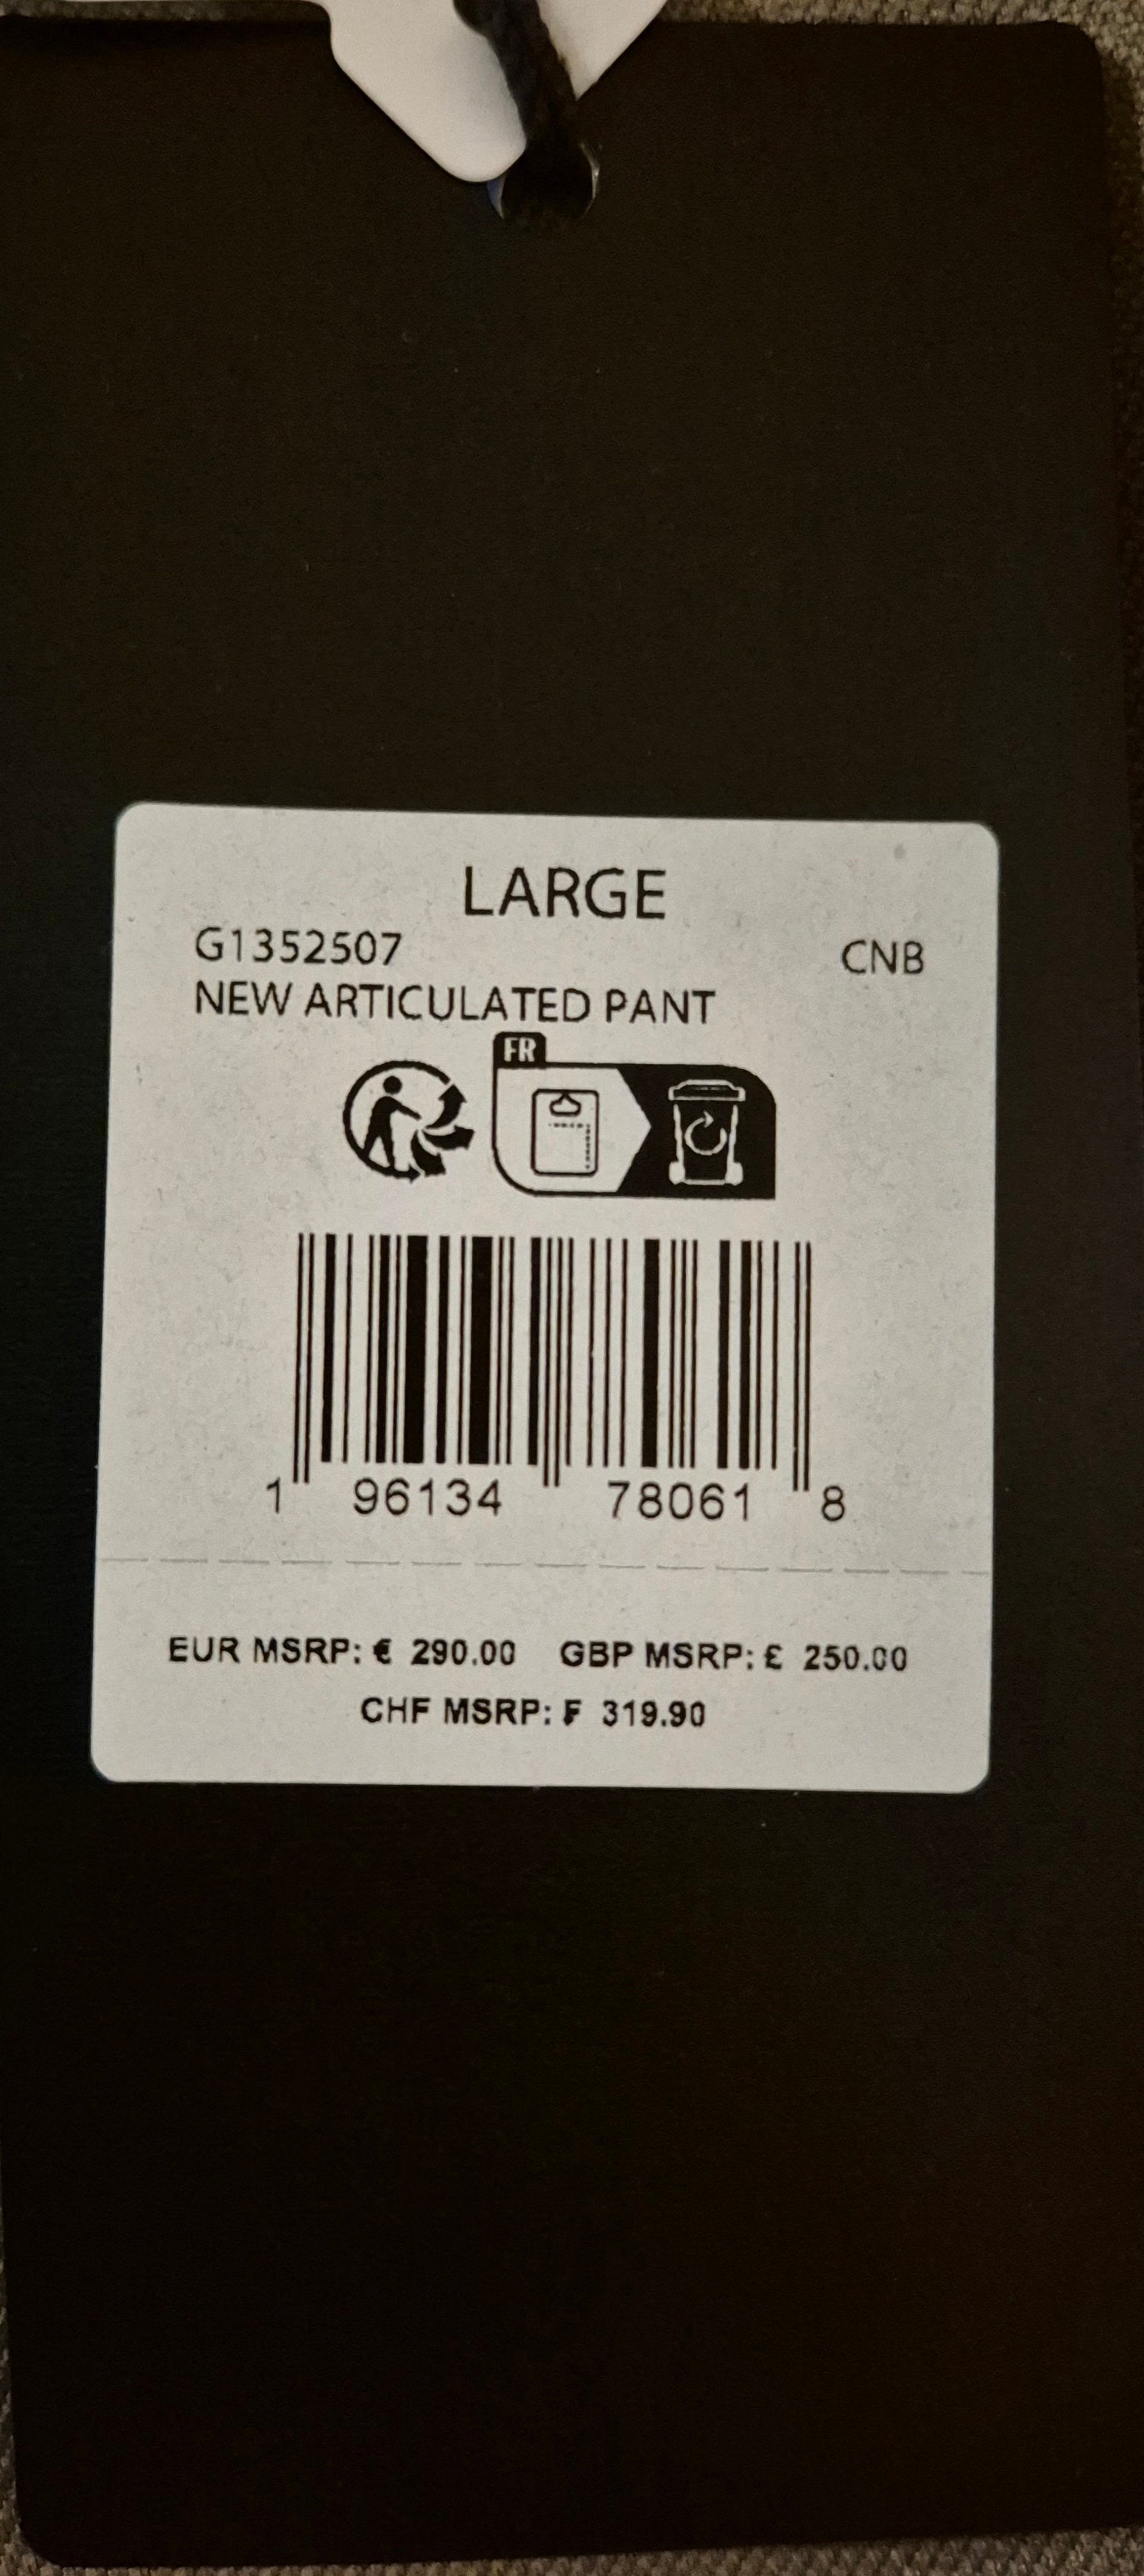 LARGE
G1352507 CNB
NEW ARTICULATED PANT
FR
1 96134 78061 8
EUR MSRP: € 290.00 GBP MSRP: £ 250.00
CHF MSRP: ₣ 319.90